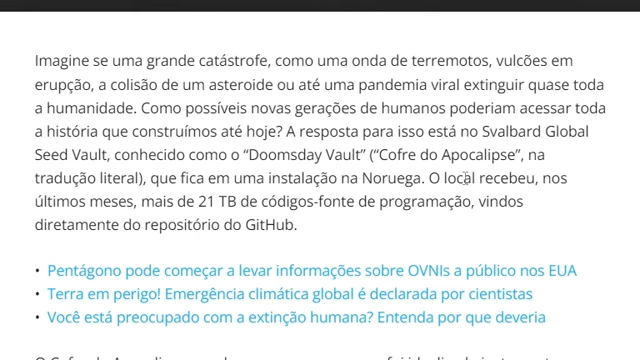 Imagine se uma grande catástrofe, como uma onda de terremotos, vulcões em
erupção, a colisão de um asteroide ou até uma pandemia viral extinguir quase toda
a humanidade. Como possíveis novas gerações de humanos poderiam acessar toda
a história que construímos até hoje? A resposta para isso está no Svalbard Global
Seed Vault, conhecido como o “Doomsday Vault” (“Cofre do Apocalipse”, na
tradução literal), que fica em uma instalação na Noruega. O local recebeu, nos
últimos meses, mais de 21 TB de códigos-fonte de programação, vindos
diretamente do repositório do GitHub.
• Pentágono pode começar a levar informações sobre OVNIs a público nos EUA
• Terra em perigo! Emergência climática global é declarada por cientistas
• Você está preocupado com a extinção humana? Entenda por que deveria